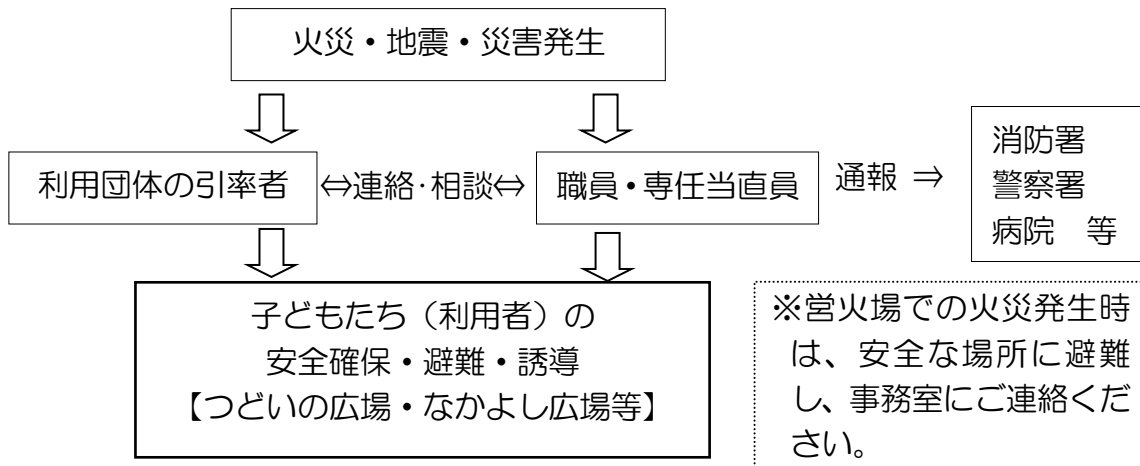 火災・地震・災害発生
利用団体の引率者 ⇔連絡・相談⇔ 職員・専任当直員 通報 ⇒
消防署
警察署
病院 等
子どもたち（利用者）の
安全確保・避難・誘導
【つどいの広場・なかよし広場等】
※営火場での火災発生時
は、安全な場所に避難
し、事務室にご連絡くだ
さい。